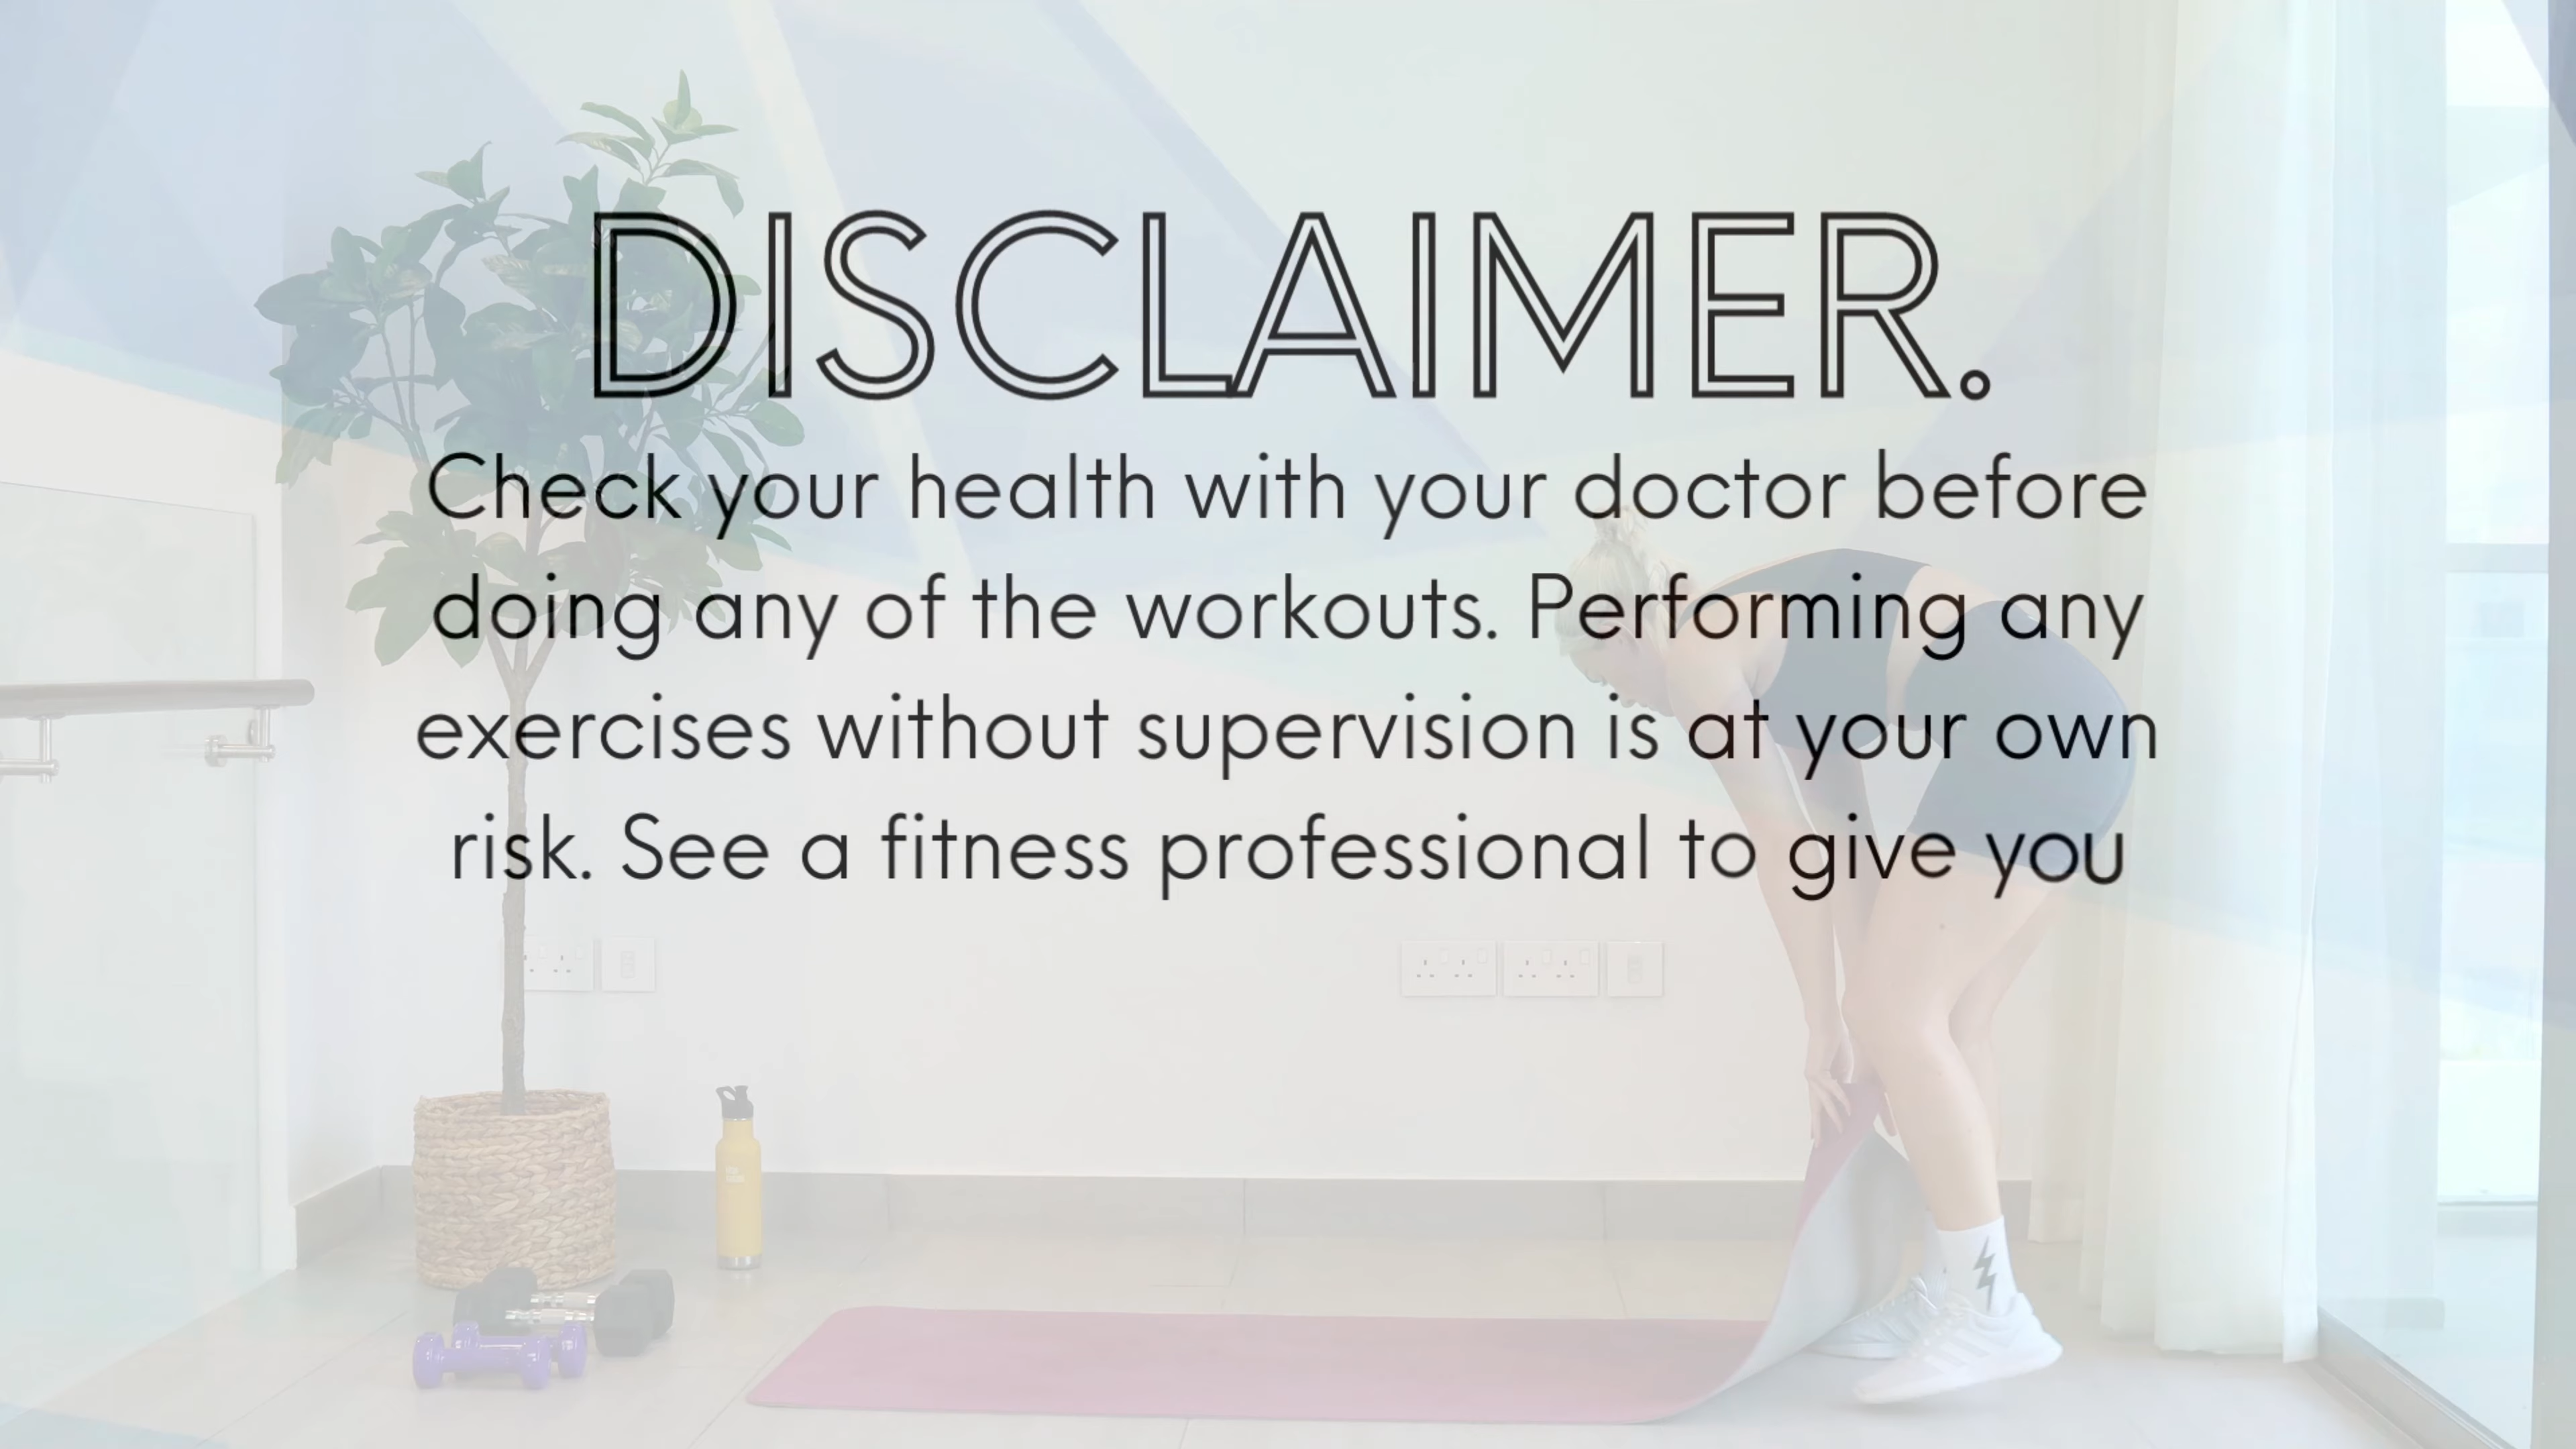 DISCLAIMER.
Check your health with your doctor before
doing any of the workouts. Performing any
exercises without supervision is at your own
risk. See a fitness professional to give you